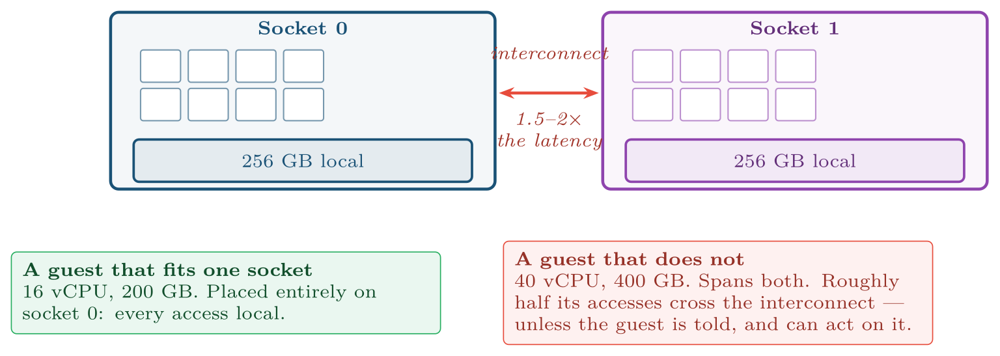 Socket 0
Socket 1
interconnect
1.5–2×
the latency
256 GB local
256 GB local
A guest that fits one socket
16 vCPU, 200 GB. Placed entirely on
socket 0: every access local.
A guest that does not
40 vCPU, 400 GB. Spans both. Roughly
half its accesses cross the interconnect —
unless the guest is told, and can act on it.